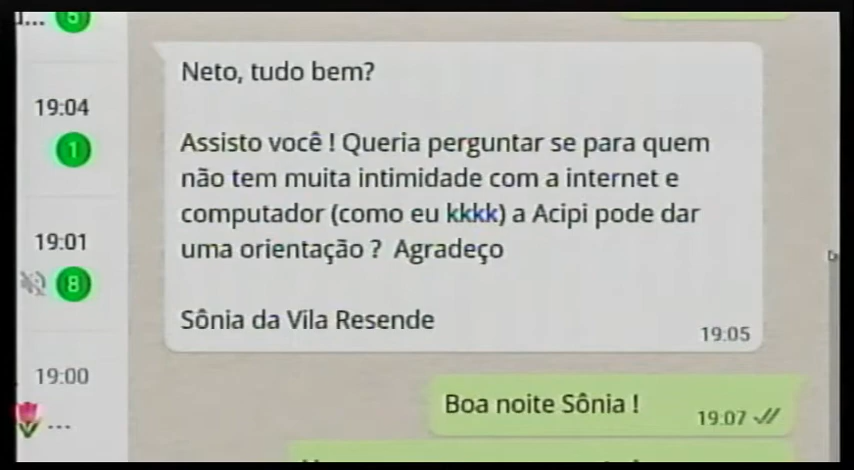 5
19:04
1
19:01
8
19:00
...
Neto, tudo bem?
Assisto você ! Queria perguntar se para quem
não tem muita intimidade com a internet e
computador (como eu kkkk) a Acipi pode dar
uma orientação ? Agradeço
Sônia da Vila Resende
19:05
Boa noite Sônia !
19:07